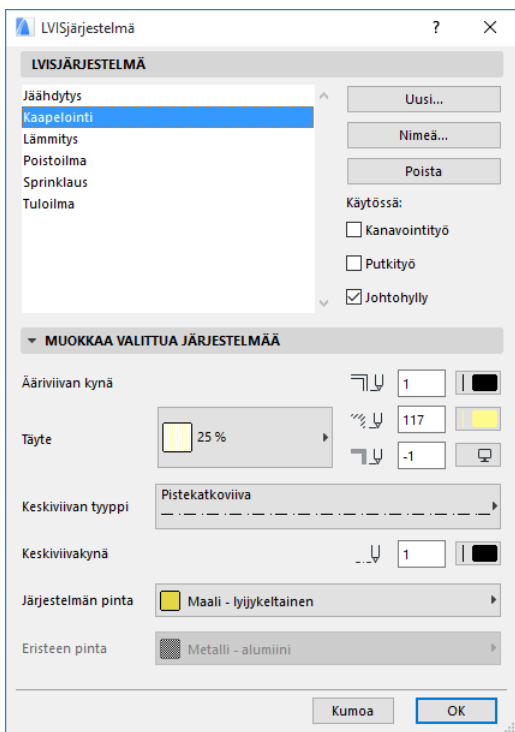 LVISjärjestelmä
LVISJÄRJESTELMÄ
Jäähdytys
Kaapelointi
Lämmitys
Poistoilma
Sprinklaus
Tuloilma
Uusi...
Nimeä...
Poista
Käytössä:
Kanavointityö
Putkityö
Johtohylly
MUOKKAA VALITTUA JÄRJESTELMÄÄ
Ääriviivan kynä 1
117
Täyte 25 %
-1
Keskiviivan tyyppi Pistekatkoviiva
Keskiviivakynä 1
Järjestelmän pinta Maali - lyijykeltainen
Eristeen pinta Metalli - alumiini
Kumoa OK